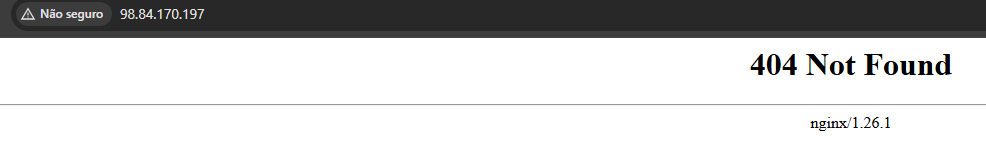 Não seguro 98.84.170.197
404 Not Found
nginx/1.26.1